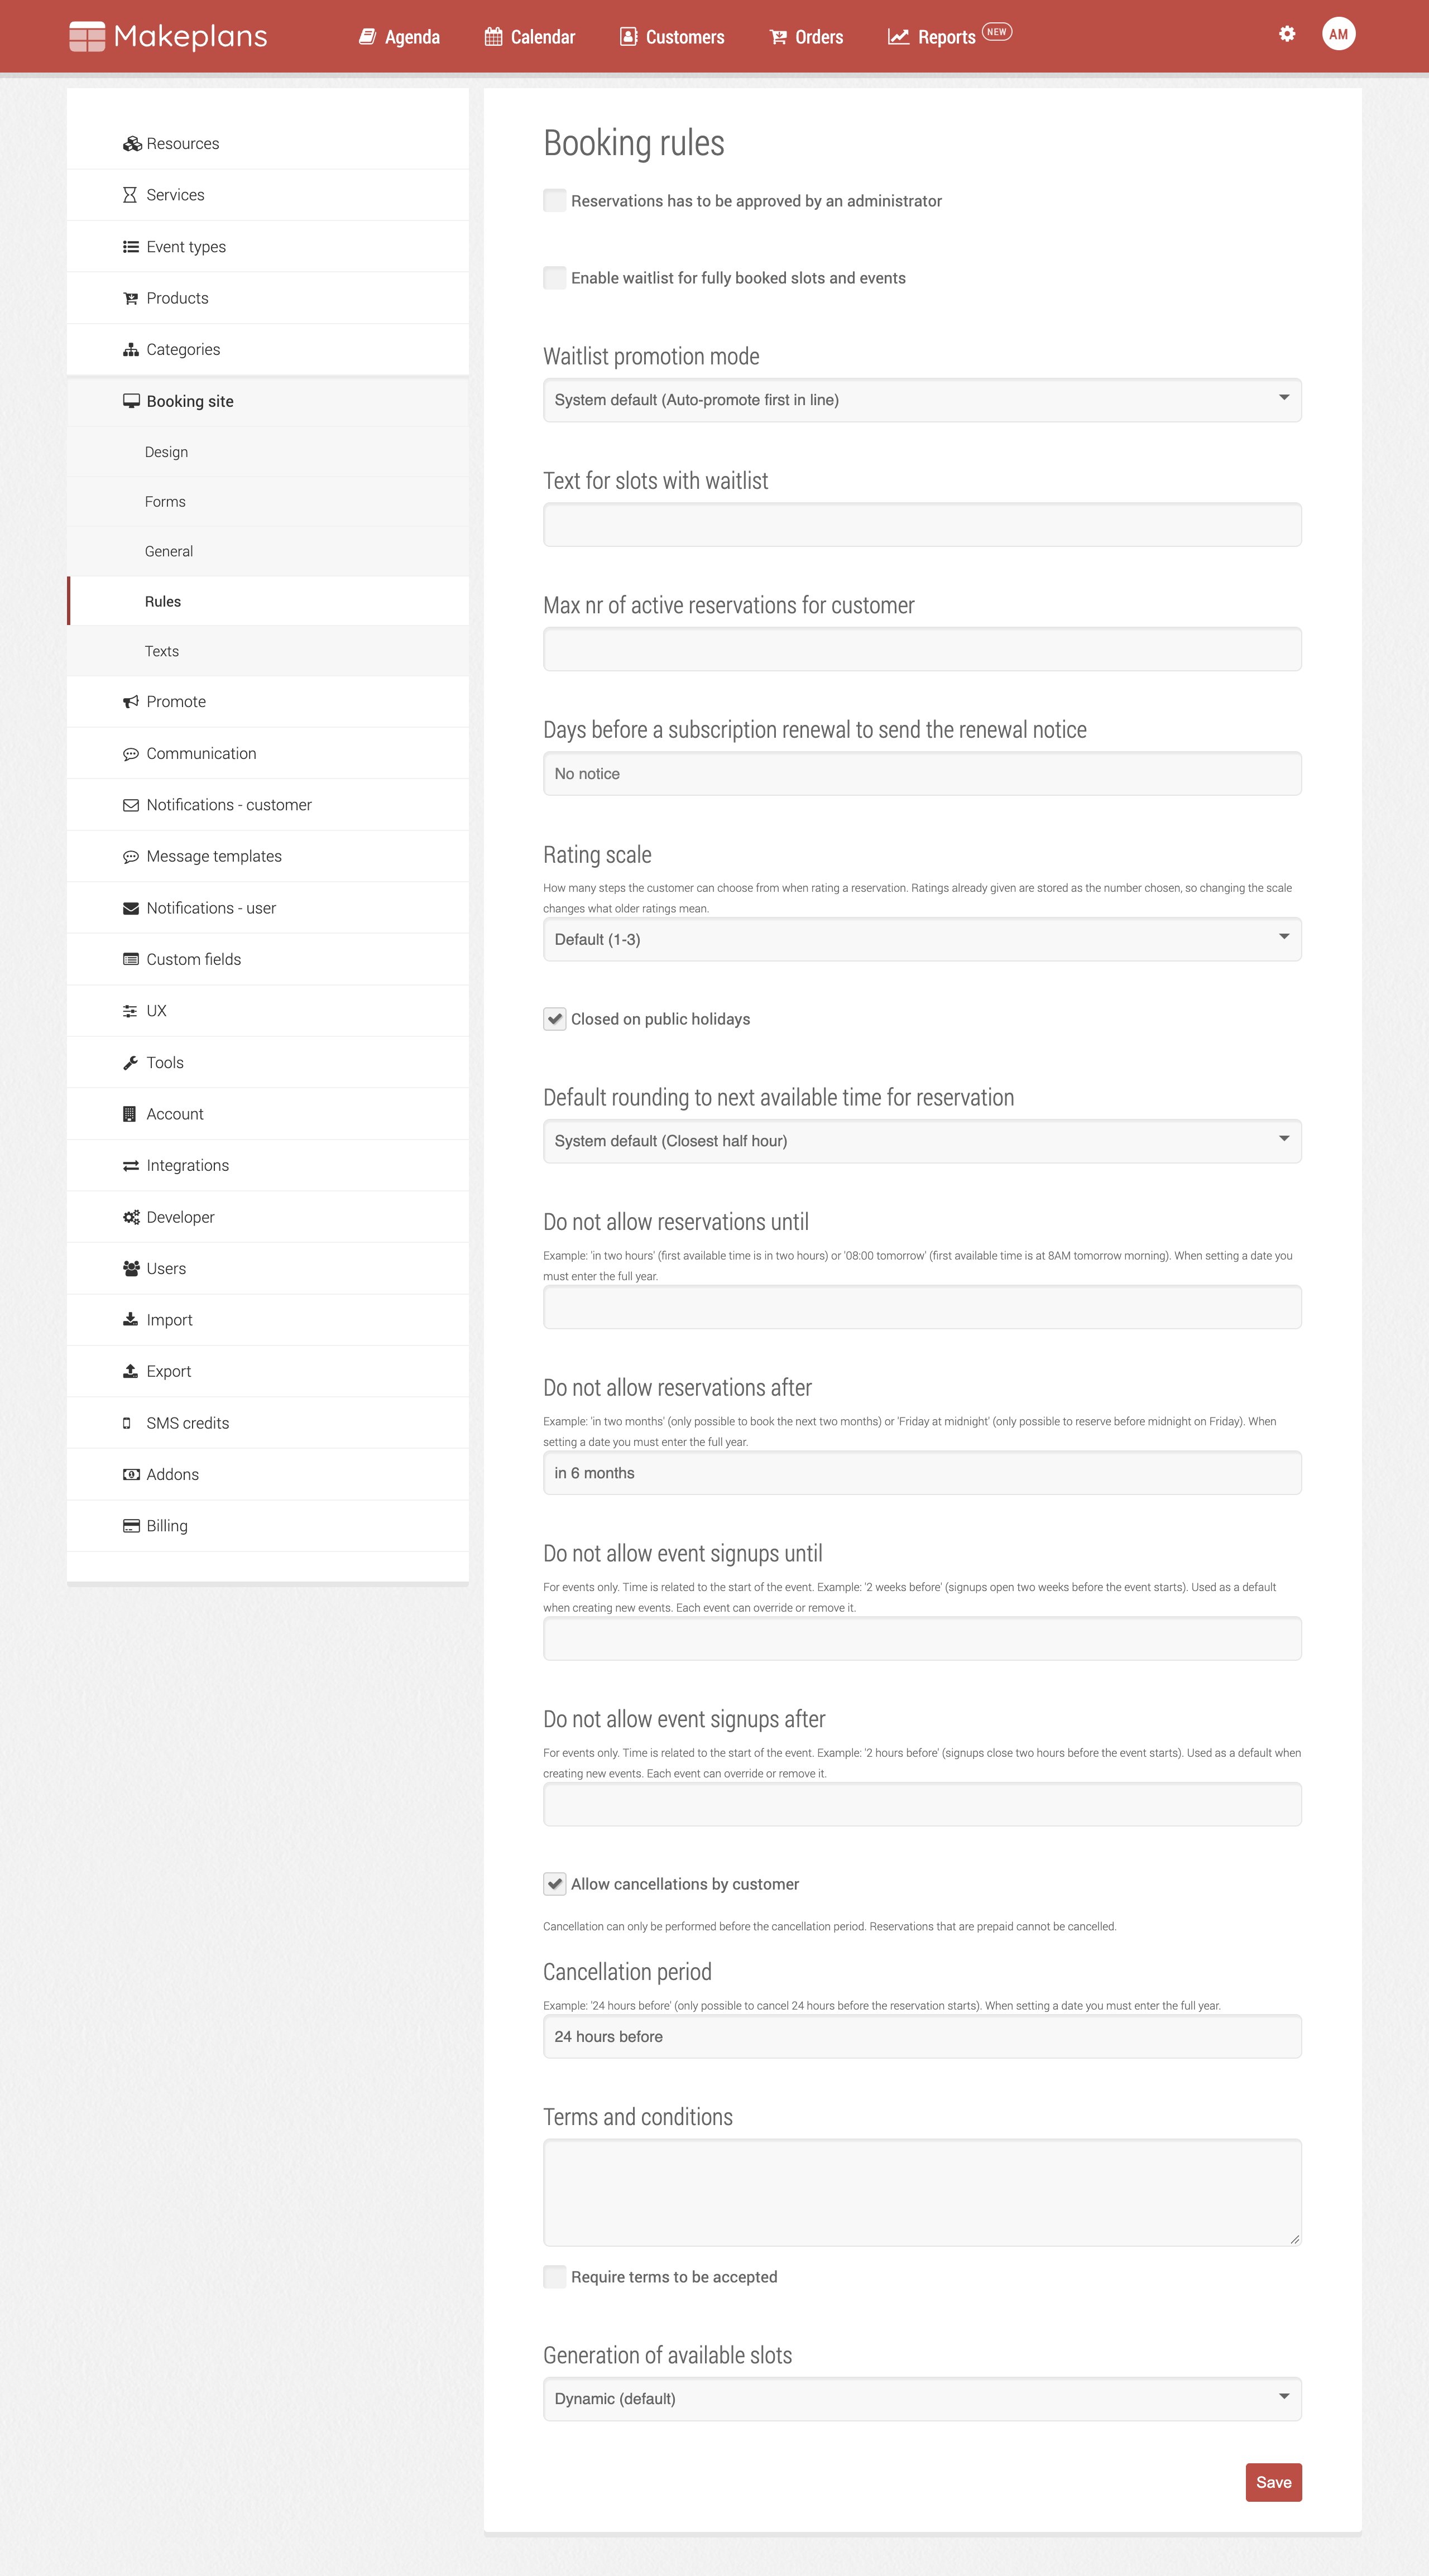 Makeplans
Agenda
Calendar
Customers
Orders
Reports NEW
AM
Resources
Services
Event types
Products
Categories
Booking site
Design
Forms
General
Rules
Texts
Promote
Communication
Notifications - customer
Message templates
Notifications - user
Custom fields
UX
Tools
Account
Integrations
Developer
Users
Import
Export
SMS credits
Addons
Billing
Booking rules
Reservations has to be approved by an administrator
Enable waitlist for fully booked slots and events
Waitlist promotion mode
System default (Auto-promote first in line)
Text for slots with waitlist
Max nr of active reservations for customer
Days before a subscription renewal to send the renewal notice
No notice
Rating scale
How many steps the customer can choose from when rating a reservation. Ratings already given are stored as the number chosen, so changing the scale
changes what older ratings mean.
Default (1-3)
Closed on public holidays
Default rounding to next available time for reservation
System default (Closest half hour)
Do not allow reservations until
Example: 'in two hours' (first available time is in two hours) or '08:00 tomorrow' (first available time is at 8AM tomorrow morning). When setting a date you
must enter the full year.
Do not allow reservations after
Example: 'in two months' (only possible to book the next two months) or 'Friday at midnight' (only possible to reserve before midnight on Friday). When
setting a date you must enter the full year.
in 6 months
Do not allow event signups until
For events only. Time is related to the start of the event. Example: '2 weeks before' (signups open two weeks before the event starts). Used as a default
when creating new events. Each event can override or remove it.
Do not allow event signups after
For events only. Time is related to the start of the event. Example: '2 hours before' (signups close two hours before the event starts). Used as a default when
creating new events. Each event can override or remove it.
Allow cancellations by customer
Cancellation can only be performed before the cancellation period. Reservations that are prepaid cannot be cancelled.
Cancellation period
Example: '24 hours before' (only possible to cancel 24 hours before the reservation starts). When setting a date you must enter the full year.
24 hours before
Terms and conditions
Require terms to be accepted
Generation of available slots
Dynamic (default)
Save